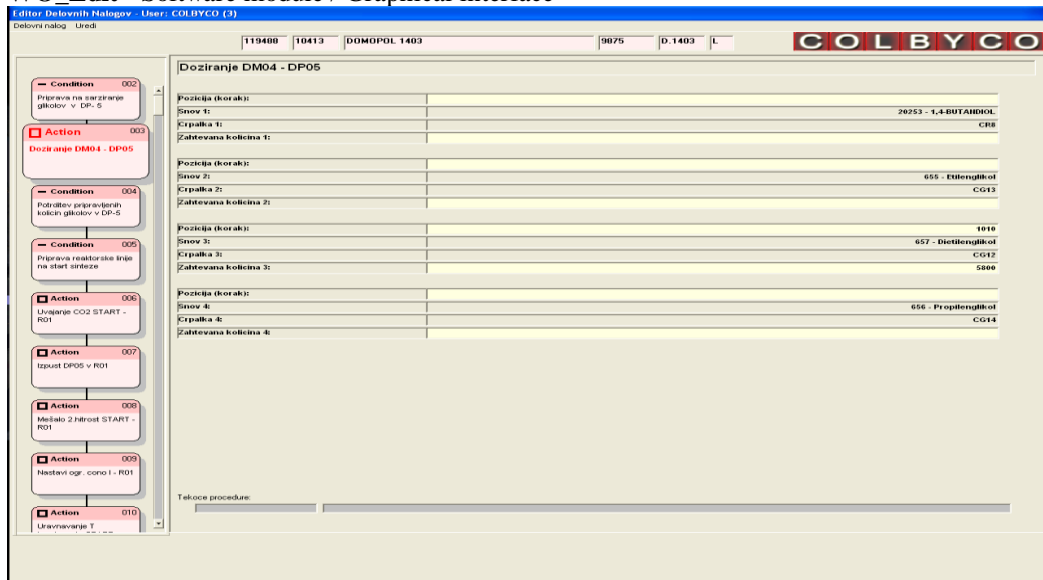 Editor Delovnih Nalogov - User: COLBYCO (3)
Delovni nalog Uredi
119488 10413 DOMOPOL 1403 9875 D.1403 L
COLBYCO
Doziranje DM04 - DP05
Condition 002
Priprava na sarziranje
glikolov v DP- 5
Action 003
Doziranje DM04 - DP05
Condition 004
Potrditev pripravljenih
kolicin glikolov v DP-5
Condition 005
Priprava reaktorske linije
na start sinteze
Action 006
Uvajanje CO2 START -
R01
Action 007
Izpust DP05 v R01
Action 008
Mešalo 2.hitrost START -
R01
Action 009
Nastavi ogr. cono I - R01
Action 010
Uravnavanje T
Pozicija (korak):
Snov 1: 20253 - 1,4-BUTANDIOL
Crpalka 1: CR8
Zahtevana kolicina 1:
Pozicija (korak):
Snov 2: 655 - Etilenglikol
Crpalka 2: CG13
Zahtevana kolicina 2:
Pozicija (korak): 1010
Snov 3: 657 - Dietilenglikol
Crpalka 3: CG12
Zahtevana kolicina 3: 5800
Pozicija (korak):
Snov 4: 656 - Propilenglikol
Crpalka 4: CG14
Zahtevana kolicina 4:
Tekoce procedure: